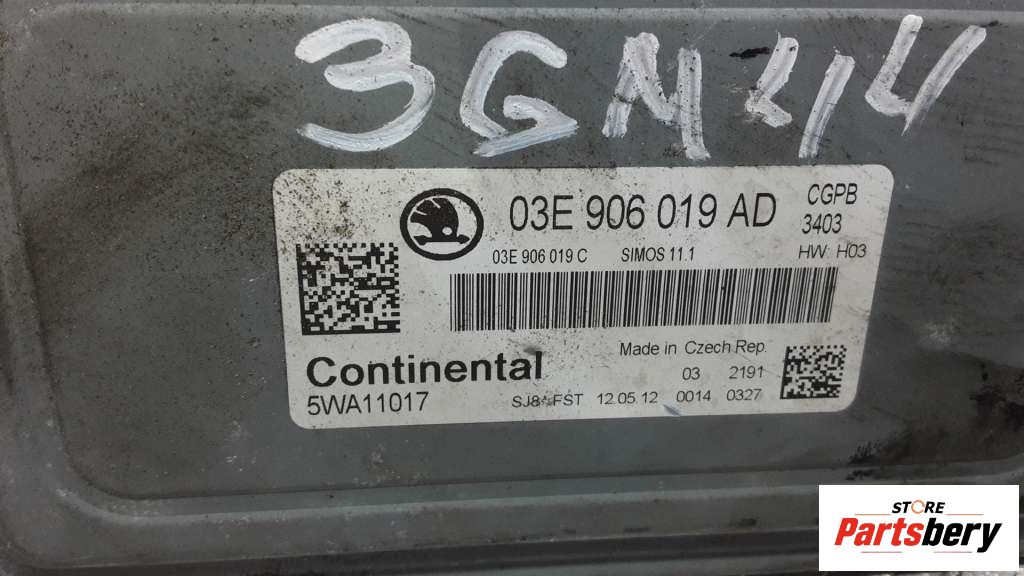 3GN214
03E 906 019 AD
CGPB
3403
03E 906 019 C SIMOS 11.1
HW: H03
Continental
5WA11017
Made in Czech Rep.
03 2191
FST 12.05.12 0014 0327
STORE
Partsbery